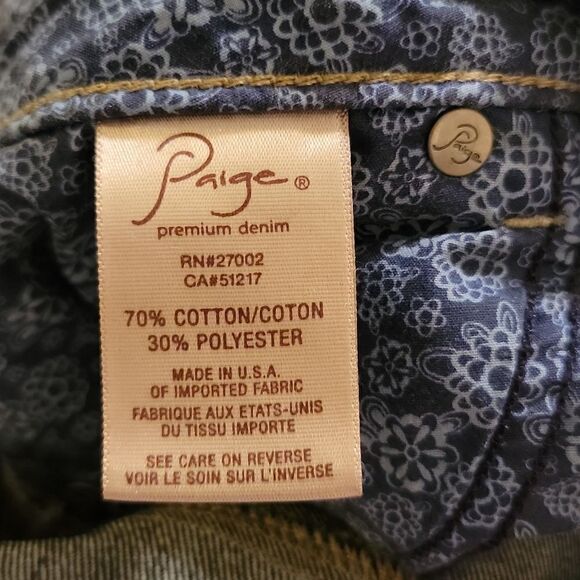 Paige®
premium denim
RN#27002
CA#51217
70% COTTON/COTON
30% POLYESTER
MADE IN U.S.A.
OF IMPORTED FABRIC
FABRIQUE AUX ETATS-UNIS
DU TISSU IMPORTE
SEE CARE ON REVERSE
VOIR LE SOIN SUR L'INVERSE
Paige